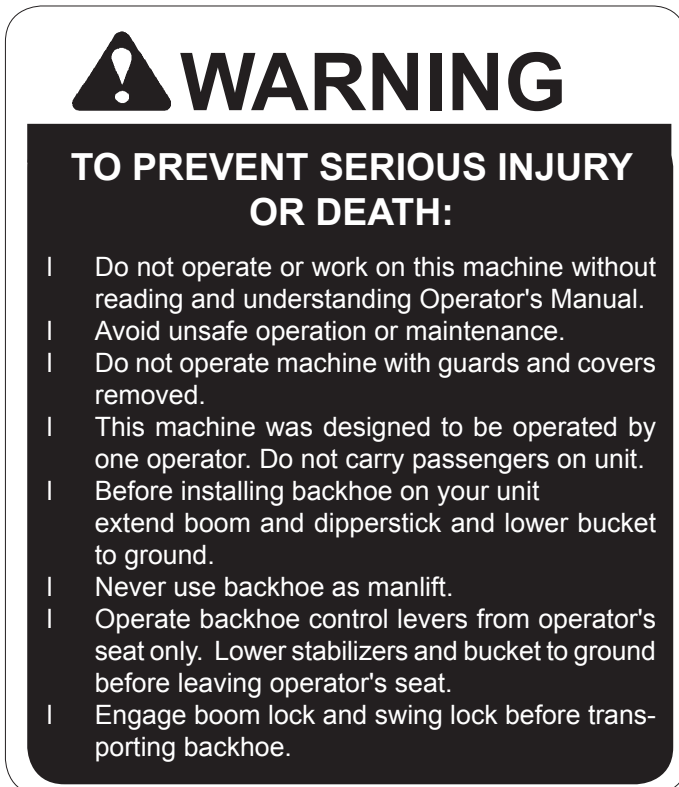 WARNING
TO PREVENT SERIOUS INJURY
OR DEATH:
l Do not operate or work on this machine without
reading and understanding Operator's Manual.
l Avoid unsafe operation or maintenance.
l Do not operate machine with guards and covers
removed.
l This machine was designed to be operated by
one operator. Do not carry passengers on unit.
l Before installing backhoe on your unit
extend boom and dipperstick and lower bucket
to ground.
l Never use backhoe as manlift.
l Operate backhoe control levers from operator's
seat only. Lower stabilizers and bucket to ground
before leaving operator's seat.
l Engage boom lock and swing lock before trans-
porting backhoe.